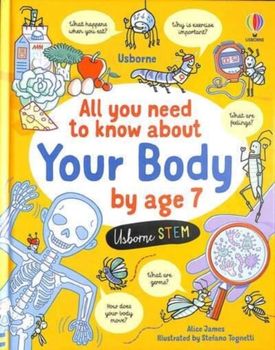 What happens
when you eat?
Why is exercise
important?
USBORNE
Usborne
All you need
to know about
Your Body
by age 7
What are
feelings?
Usborne STEM
What are
germs?
How does
your body
move?
Alice James
Illustrated by Stefano Tognetti